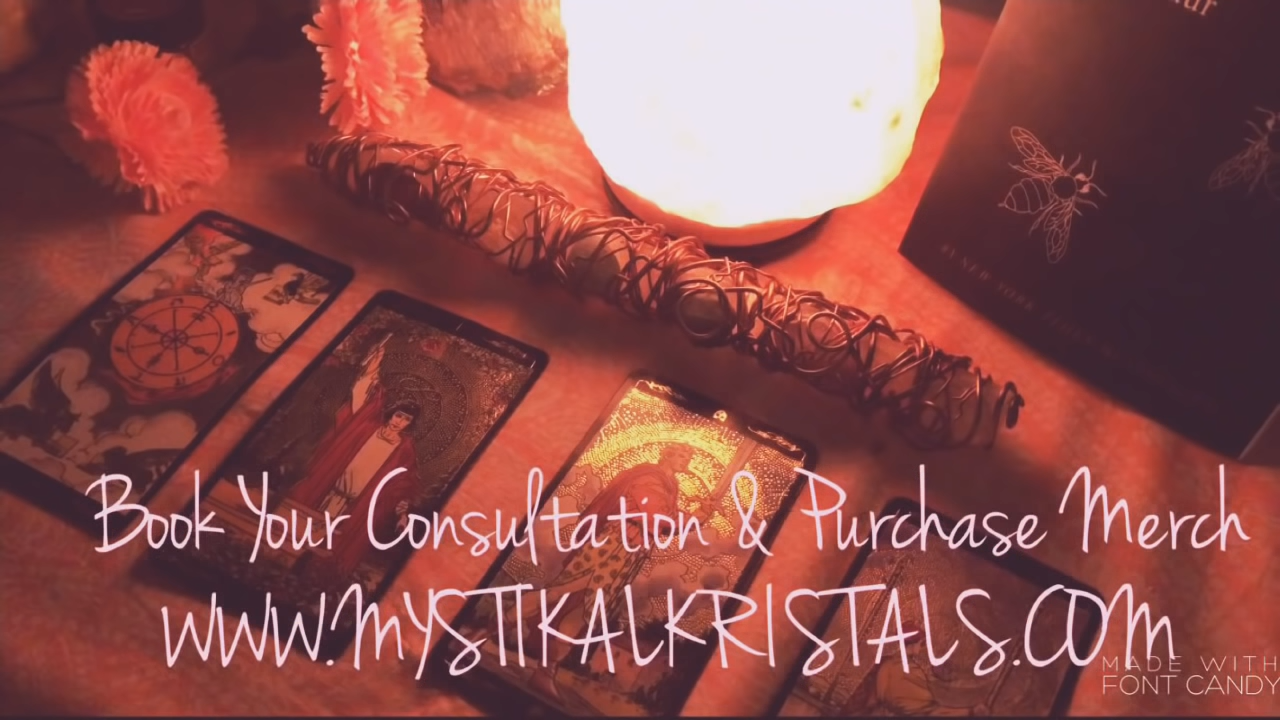 Book Your Consultation & Purchase Merch
WWW.MYSTIKALKRISTALS.COM
MADE WITH
FONT CANDY